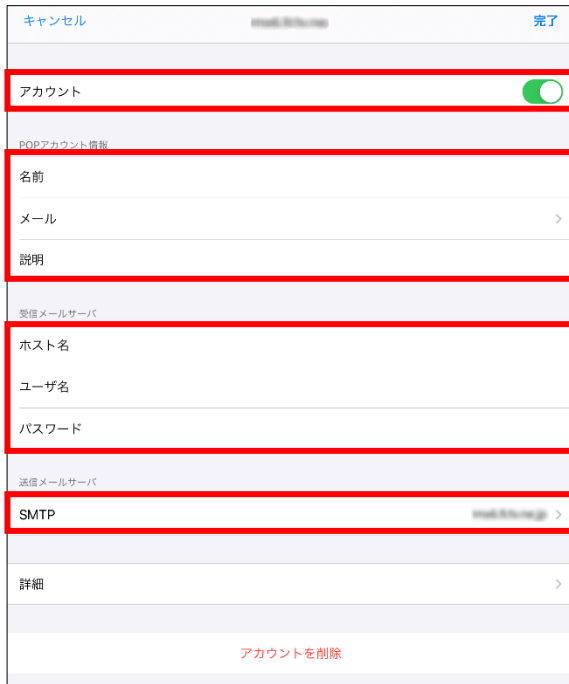 キャンセル 完了
アカウント
POPアカウント情報
名前
メール
説明
受信メールサーバ
ホスト名
ユーザ名
パスワード
送信メールサーバ
SMTP
詳細
アカウントを削除